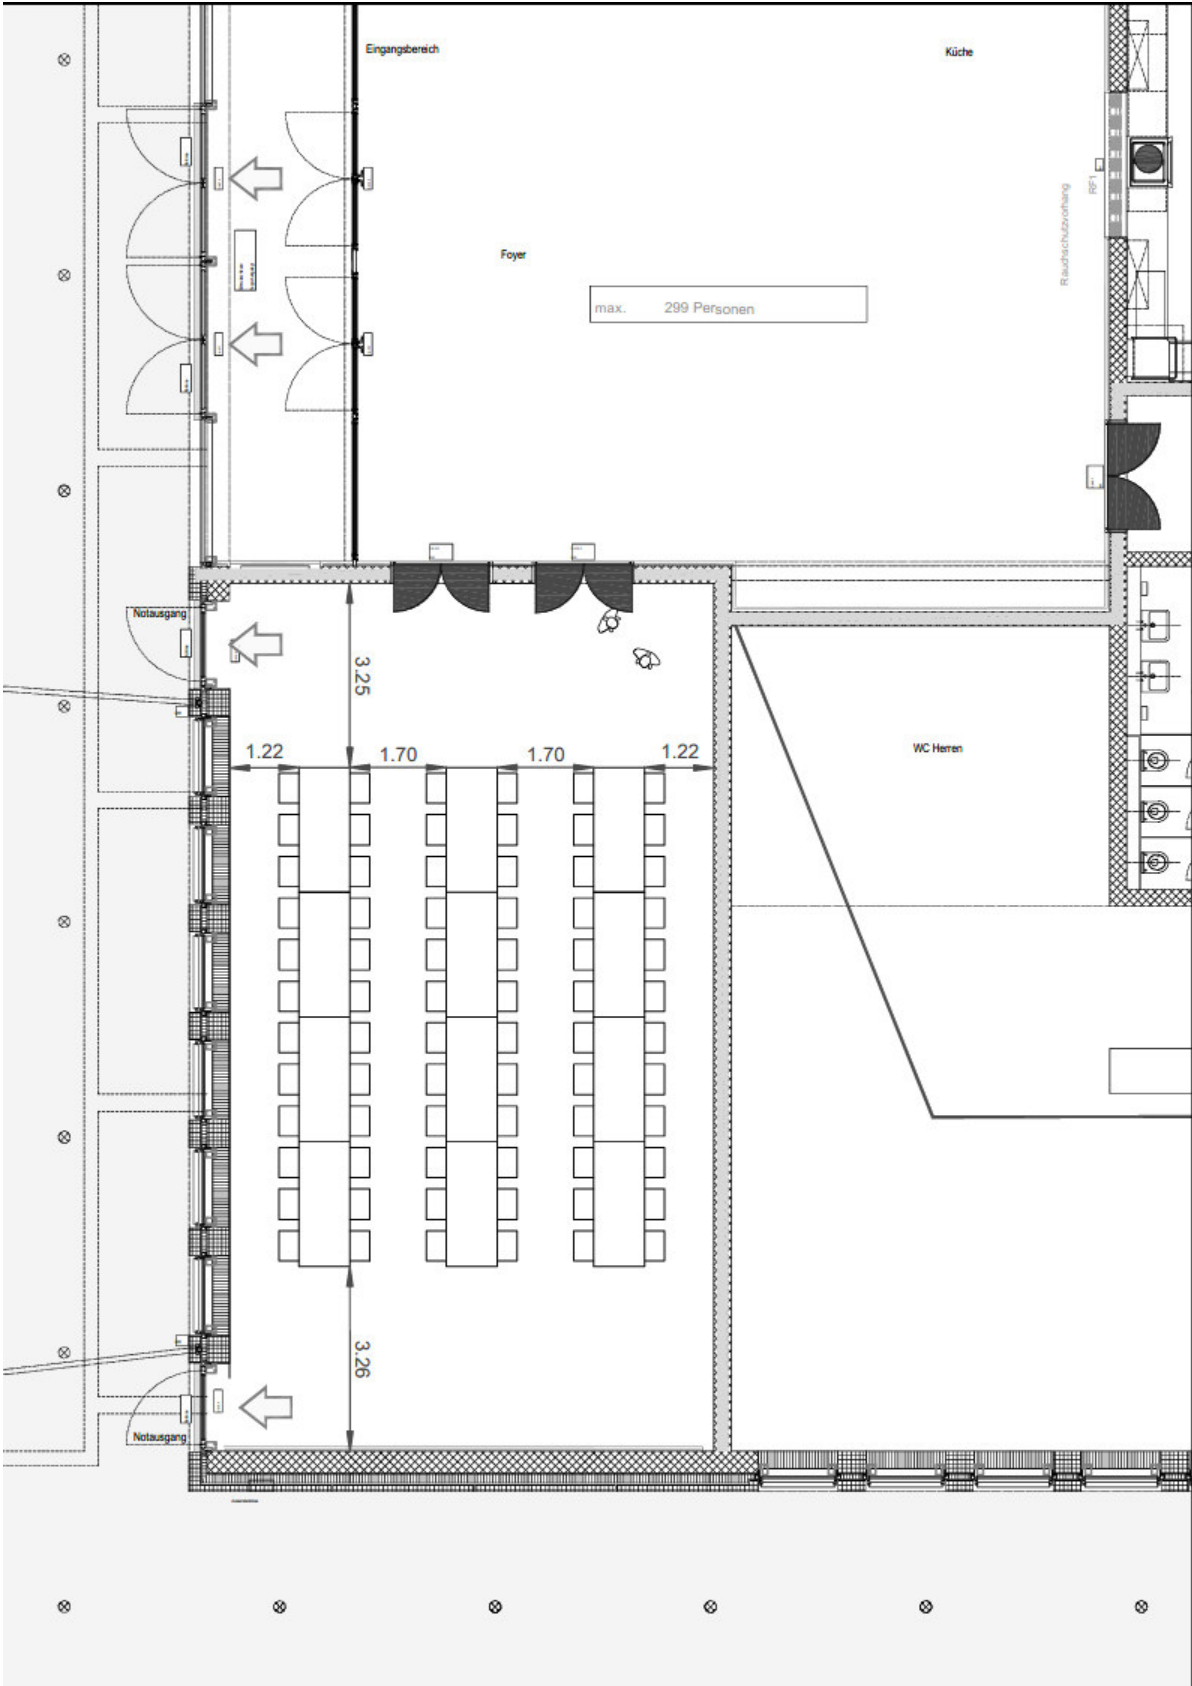 Eingangsbereich
Küche
RF1
Rauchschutzvorhang
Foyer
max. 299 Personen
Notausgang
3.25
1.22
1.70
1.70
1.22
WC Herren
3.26
Notausgang